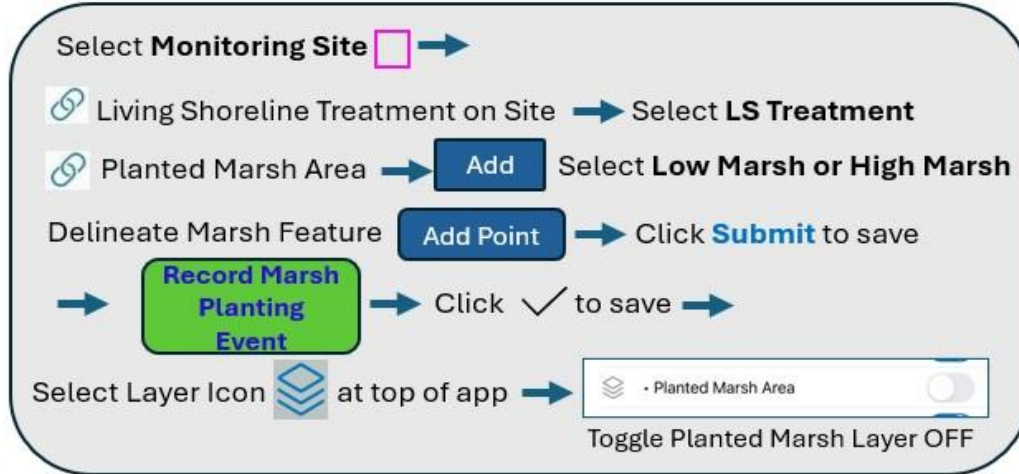 Select Monitoring Site
Living Shoreline Treatment on Site Select LS Treatment
Planted Marsh Area Add Select Low Marsh or High Marsh
Delineate Marsh Feature Add Point Click Submit to save
Record Marsh
Planting
Event
Click to save
Select Layer Icon at top of app
• Planted Marsh Area
Toggle Planted Marsh Layer OFF